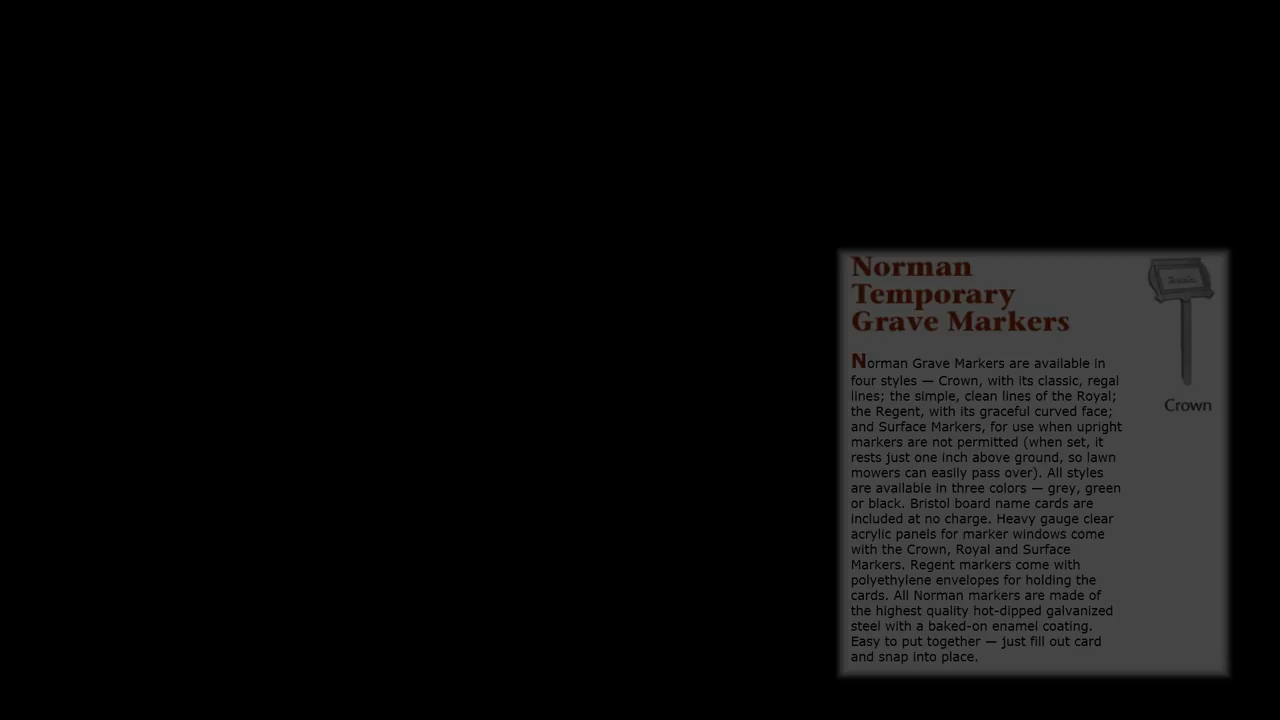 Norman
Temporary
Grave Markers
Norman Grave Markers are available in
four styles — Crown, with its classic, regal
lines; the simple, clean lines of the Royal;
the Regent, with its graceful curved face;
and Surface Markers, for use when upright
markers are not permitted (when set, it
rests just one inch above ground, so lawn
mowers can easily pass over). All styles
are available in three colors — grey, green
or black. Bristol board name cards are
included at no charge. Heavy gauge clear
acrylic panels for marker windows come
with the Crown, Royal and Surface
Markers. Regent markers come with
polyethylene envelopes for holding the
cards. All Norman markers are made of
the highest quality hot-dipped galvanized
steel with a baked-on enamel coating.
Easy to put together — just fill out card
and snap into place.
Crown